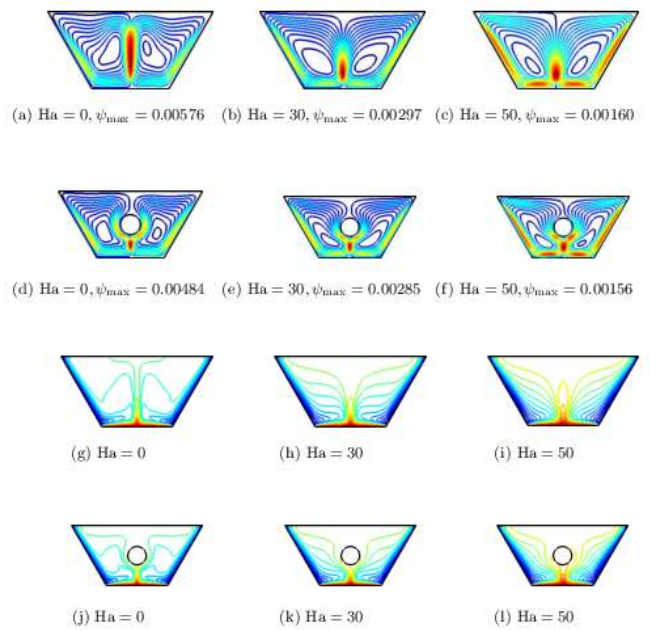 (a) Ha = 0, ψmax = 0.00576 (b) Ha = 30, ψmax = 0.00297 (c) Ha = 50, ψmax = 0.00160
(d) Ha = 0, ψmax = 0.00484 (e) Ha = 30, ψmax = 0.00285 (f) Ha = 50, ψmax = 0.00156
(g) Ha = 0 (h) Ha = 30 (i) Ha = 50
(j) Ha = 0 (k) Ha = 30 (l) Ha = 50